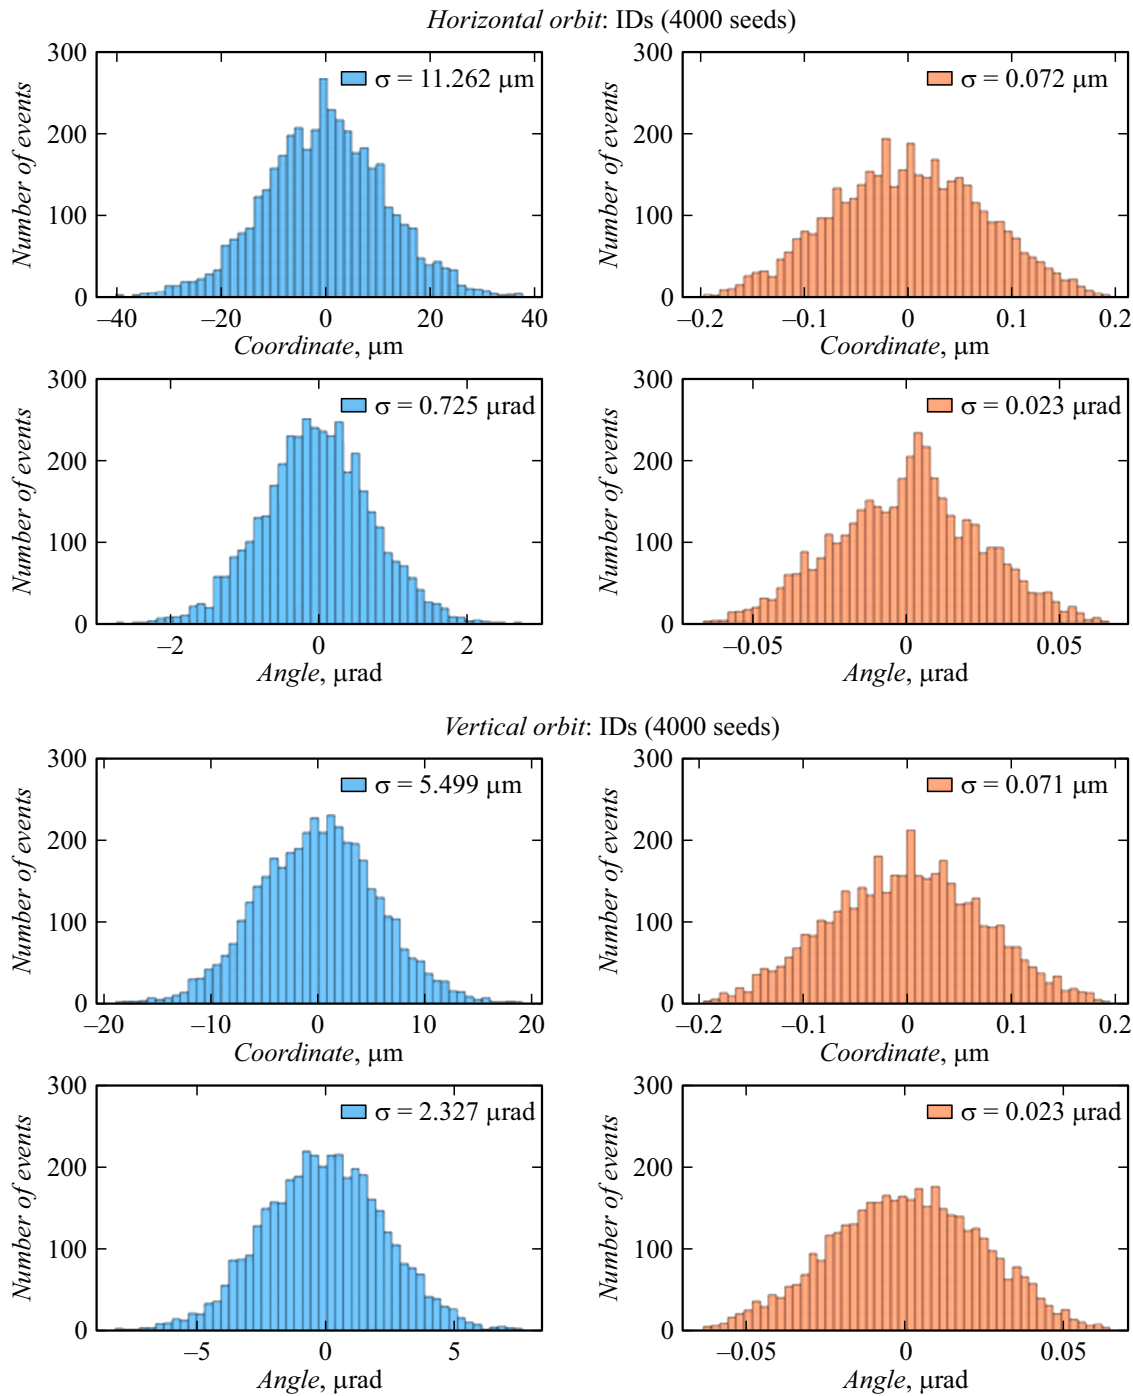 Horizontal orbit: IDs (4000 seeds)
300
200
100
0
Number of events
σ = 11.262 μm
–40 –20 0 20 40
Coordinate, μm
300
200
100
0
Number of events
σ = 0.072 μm
–0.2 –0.1 0 0.1 0.2
Coordinate, μm
300
200
100
0
Number of events
σ = 0.725 μrad
–2 0 2
Angle, μrad
300
200
100
0
Number of events
σ = 0.023 μrad
–0.05 0 0.05
Angle, μrad
Vertical orbit: IDs (4000 seeds)
300
200
100
0
Number of events
σ = 5.499 μm
–20 –10 0 10 20
Coordinate, μm
300
200
100
0
Number of events
σ = 0.071 μm
–0.2 –0.1 0 0.1 0.2
Coordinate, μm
300
200
100
0
Number of events
σ = 2.327 μrad
–5 0 5
Angle, μrad
300
200
100
0
Number of events
σ = 0.023 μrad
–0.05 0 0.05
Angle, μrad